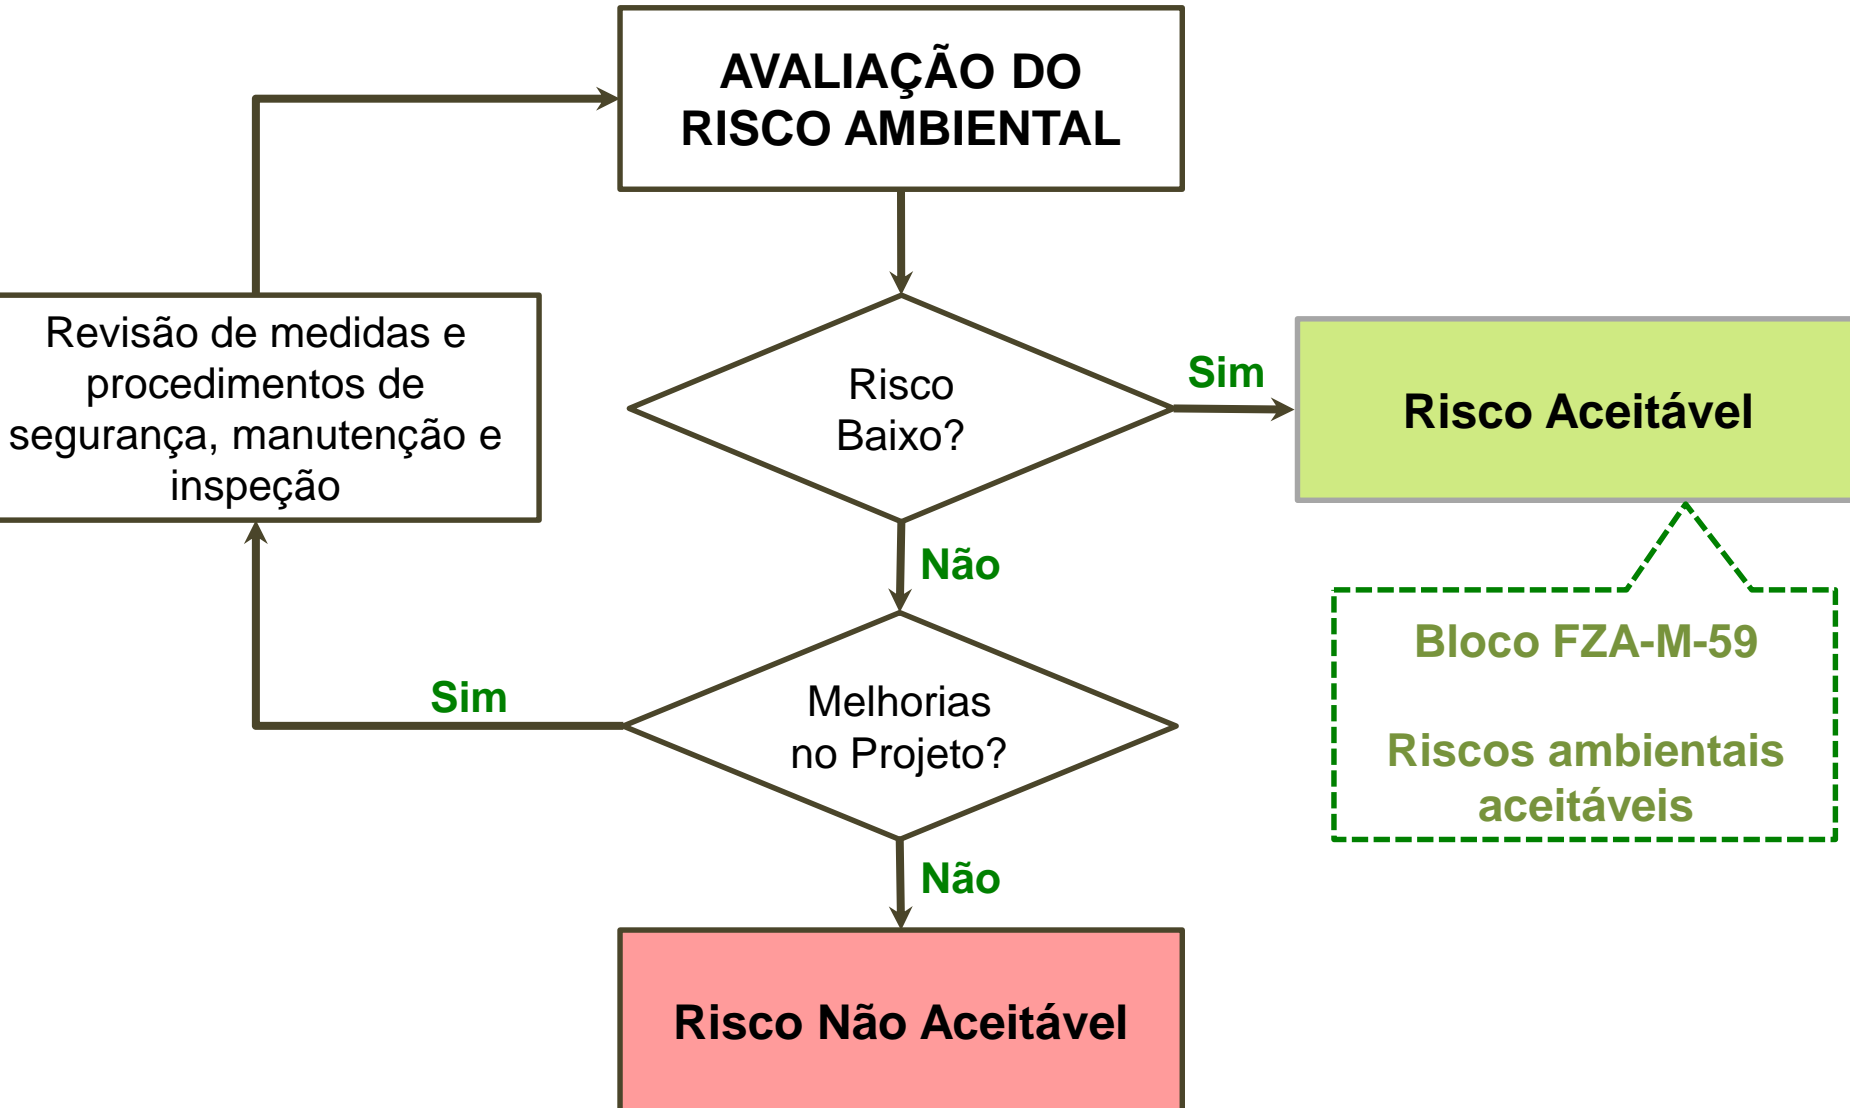 AVALIAÇÃO DO
RISCO AMBIENTAL
Revisão de medidas e
procedimentos de
segurança, manutenção e
inspeção
Risco
Baixo?
Sim
Risco Aceitável
Não
Bloco FZA-M-59
Riscos ambientais
aceitáveis
Sim
Melhorias
no Projeto?
Não
Risco Não Aceitável